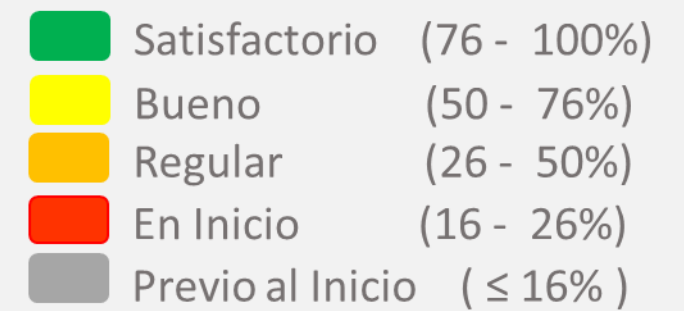 Satisfactorio (76 - 100%)
Bueno (50 - 76%)
Regular (26 - 50%)
En Inicio (16 - 26%)
Previo al Inicio ( ≤ 16% )